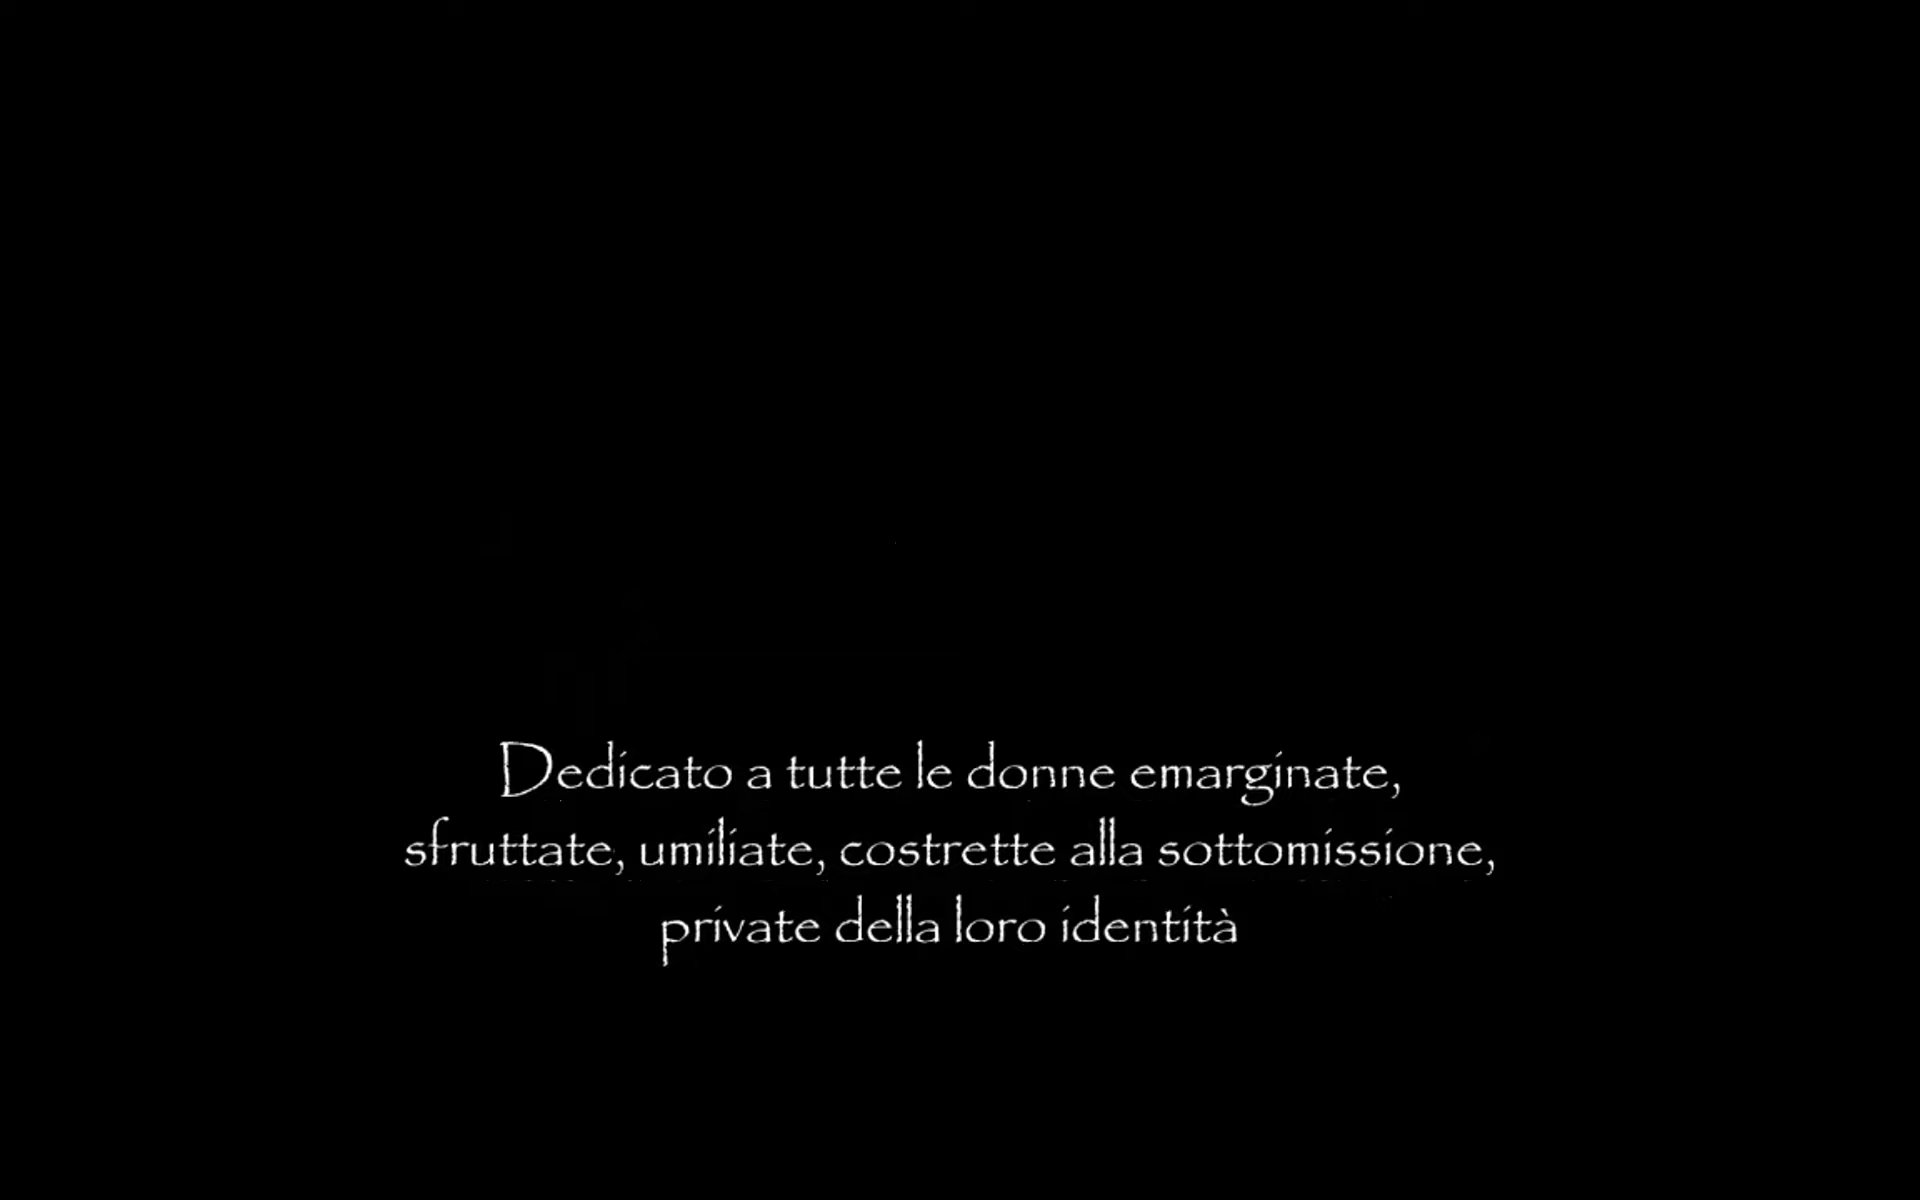 Dedicato a tutte le donne emarginate,
sfruttate, umiliate, costrette alla sottomissione,
private della loro identità